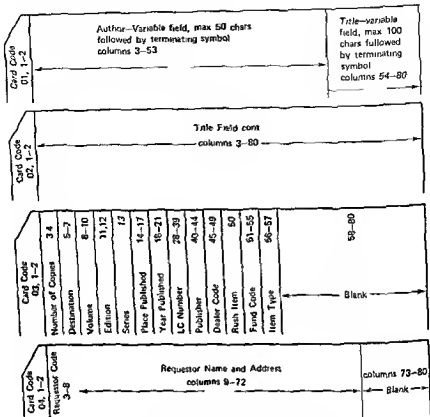 Card Code
01, 1–2
Author–Variable field, max 50 chars
followed by terminating symbol
columns 3–53
Title–variable
field, max 100
chars followed
by terminating
symbol
columns 54–80
Card Code
02, 1–2
Title Field cont
columns 3–80
Card Code
03, 1–2
Number of Copies
3-4
Destination
5–7
Volume
8–10
Edition
11,12
Series
13
Place Published
14–17
Year Published
18–21
LC Number
28–39
Publisher
40–44
Dealer Code
45–49
Rush Item
50
Fund Code
51–55
Item Type
56–57
58–80
Blank
Card Code
04, 1–2
Requestor Code
3–8
Requestor Name and Address
columns 9–72
columns 73–80
Blank